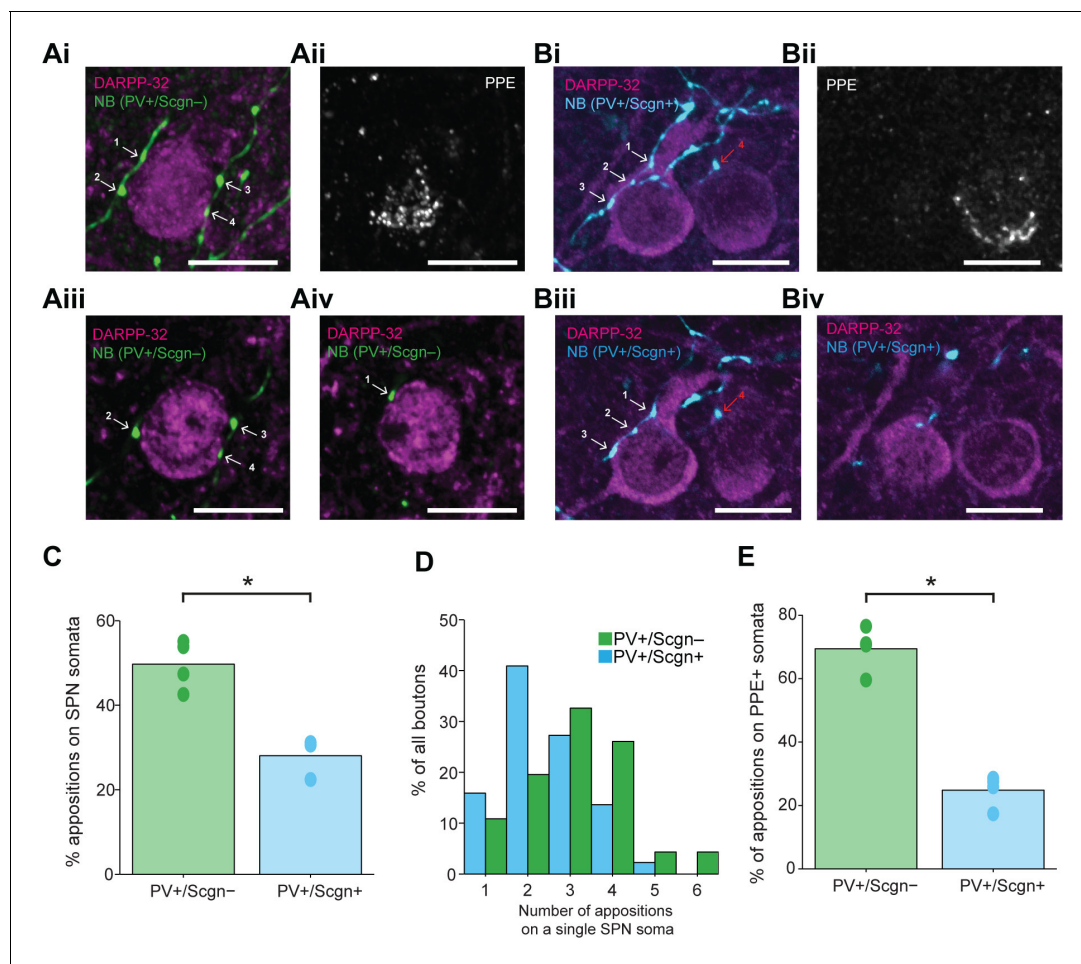 Ai
DARPP-32
NB (PV+/Scgn–)
1
2
3
4
Aii
PPE
Bi
DARPP-32
NB (PV+/Scgn+)
1
2
3
4
Bii
PPE
Aiii
DARPP-32
NB (PV+/Scgn–)
2
3
4
Aiv
DARPP-32
NB (PV+/Scgn–)
1
Biii
DARPP-32
NB (PV+/Scgn+)
1
2
3
4
Biv
DARPP-32
NB (PV+/Scgn+)
C
*
% appositions on SPN somata
60
40
20
0
PV+/Scgn–
PV+/Scgn+
D
% of all boutons
50
40
30
20
10
0
PV+/Scgn–
PV+/Scgn+
1 2 3 4 5 6
Number of appositions
on a single SPN soma
E
*
% of appositions on PPE+ somata
80
60
40
20
0
PV+/Scgn–
PV+/Scgn+